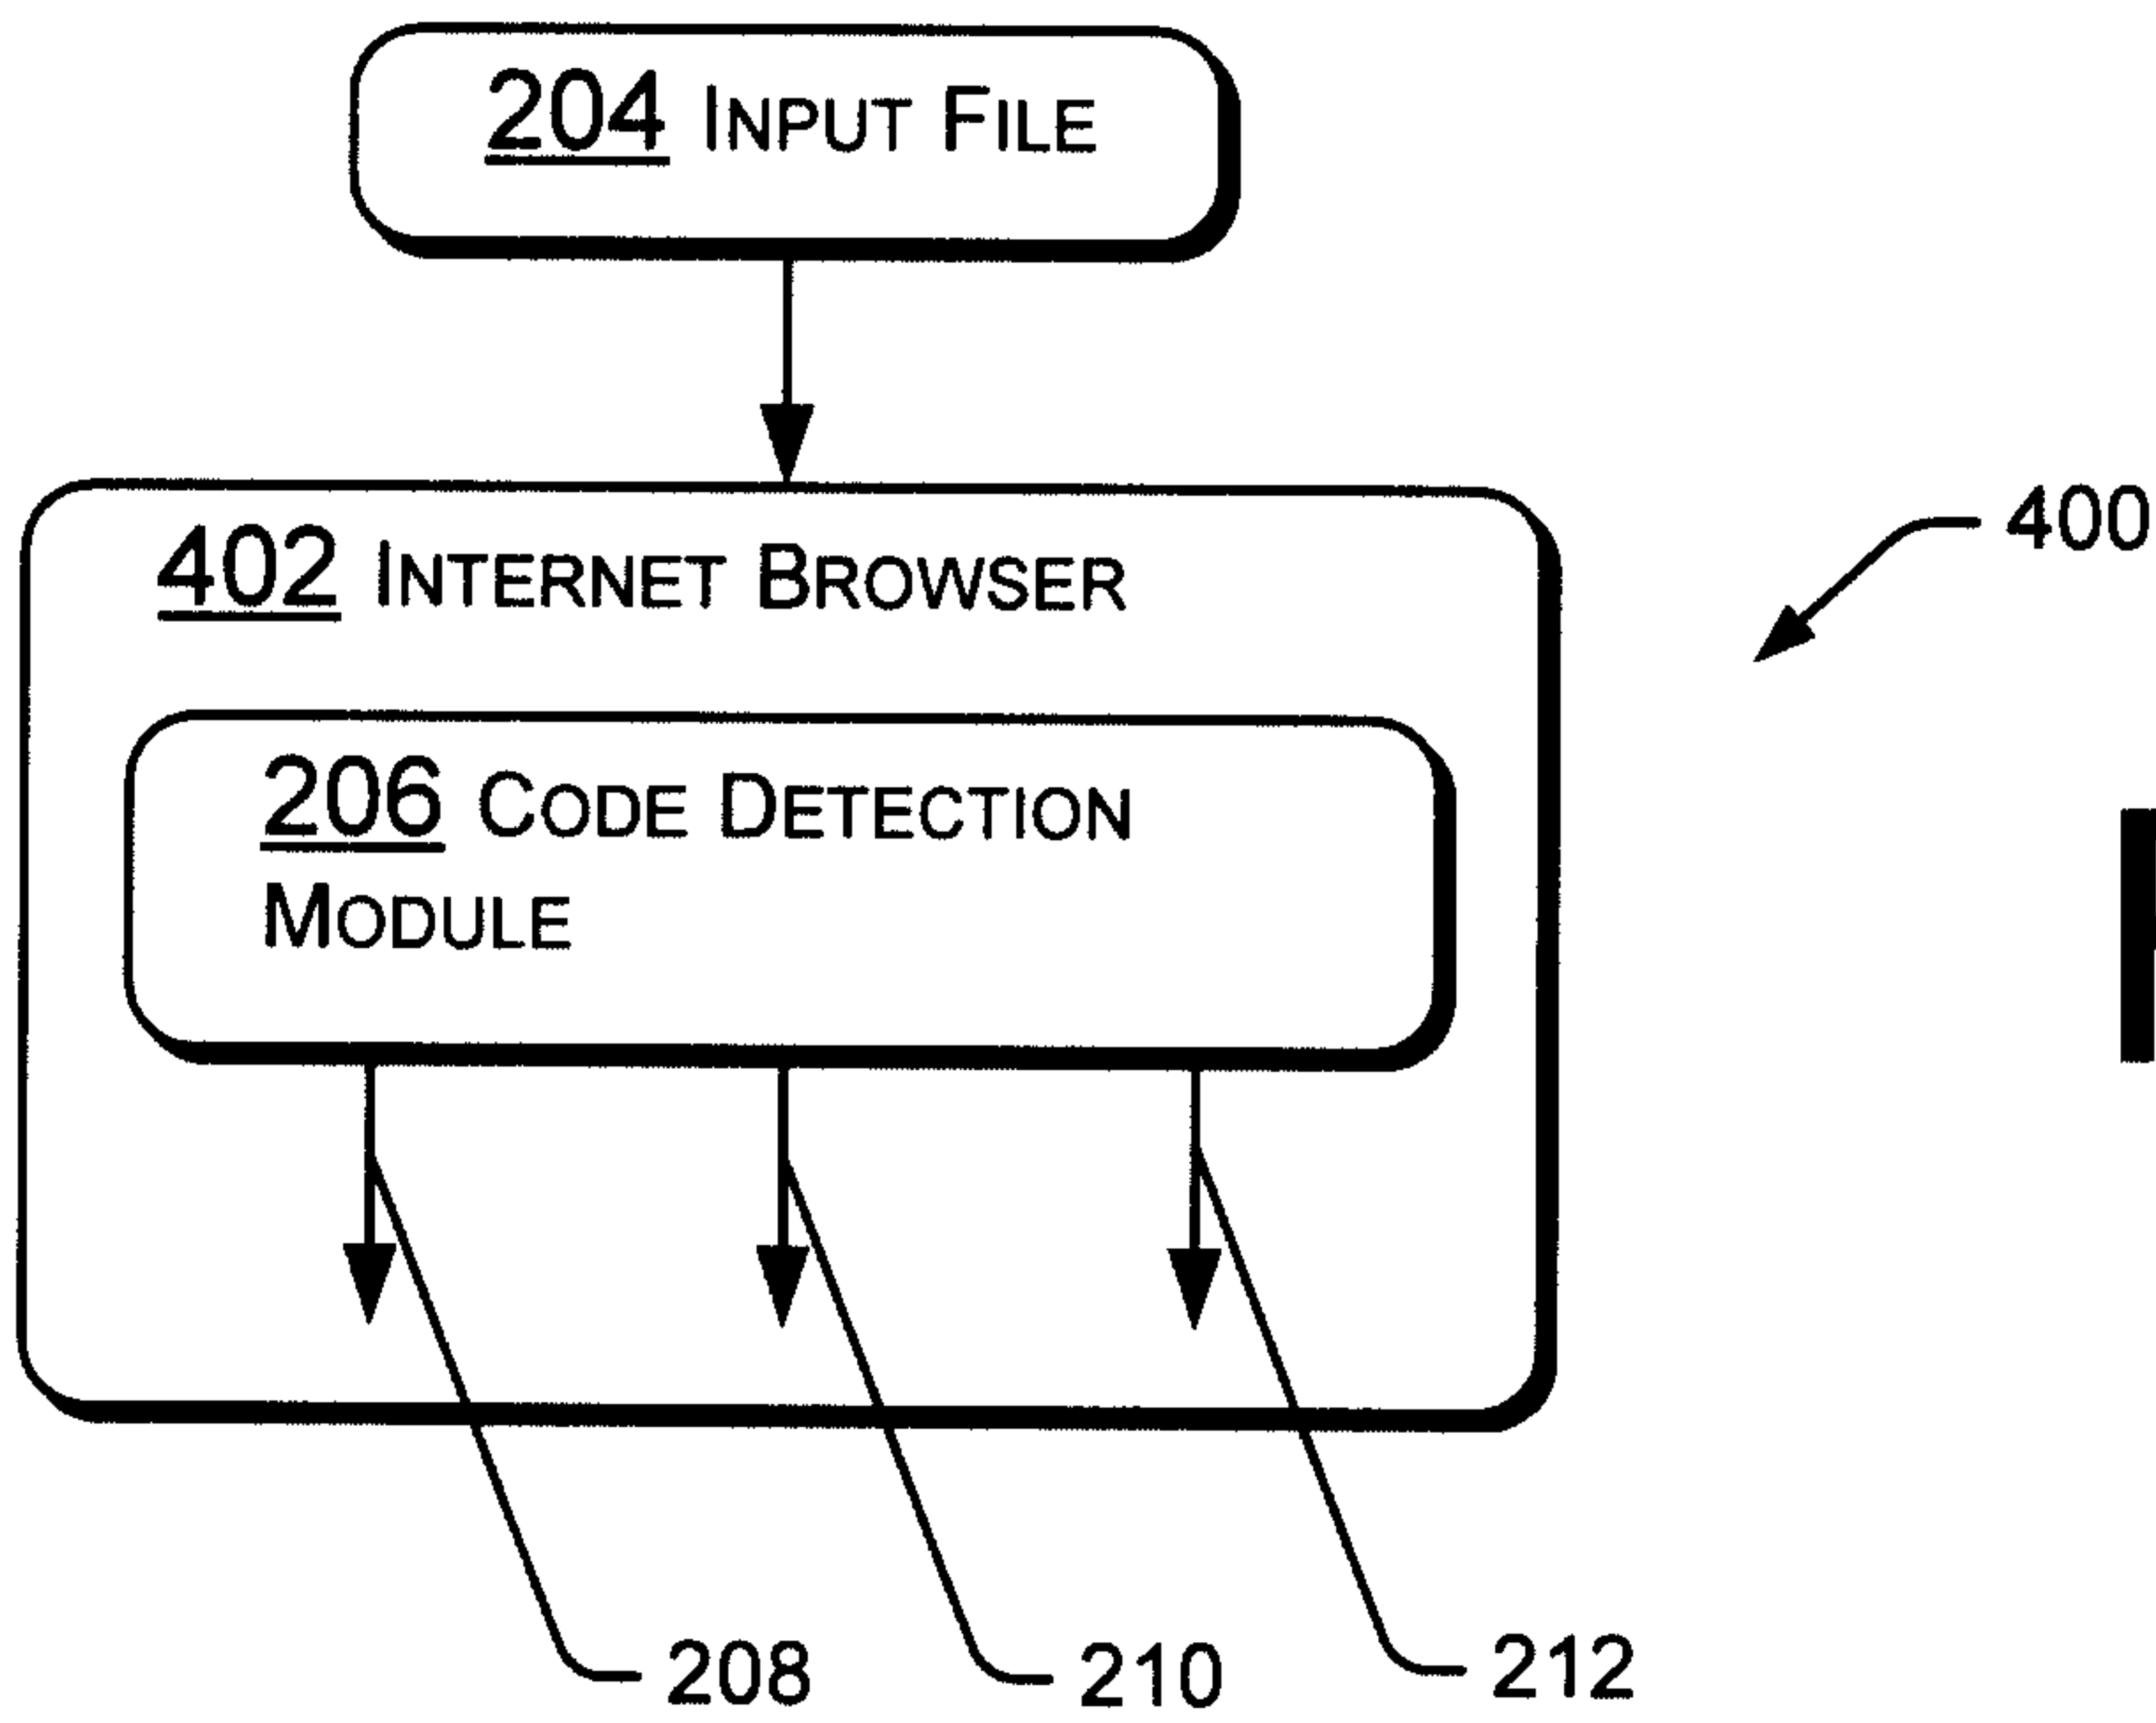 204 INPUT FILE
402 INTERNET BROWSER
400
206 CODE DETECTION
MODULE
208
210
212